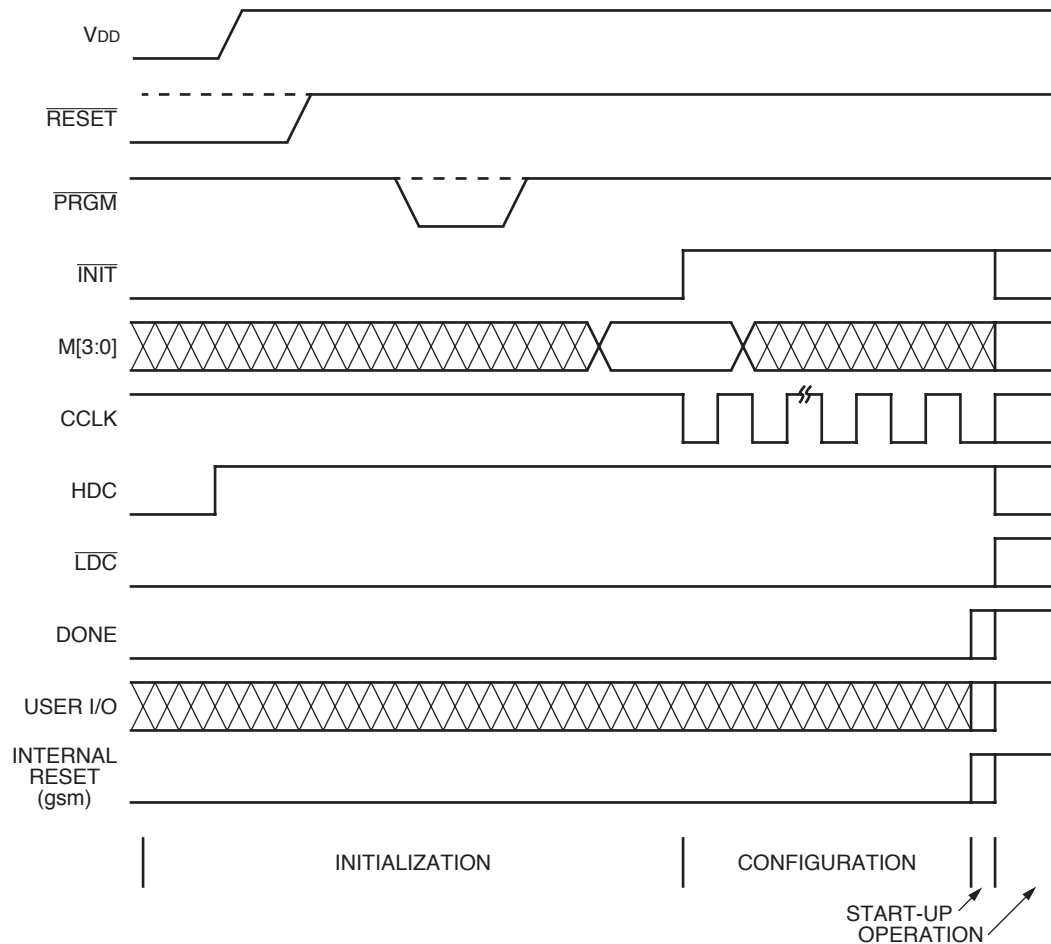 VDD
RESET
PRGM
INIT
M[3:0]
CCLK
HDC
LDC
DONE
USER I/O
INTERNAL
RESET
(gsm)
INITIALIZATION
CONFIGURATION
START-UP
OPERATION